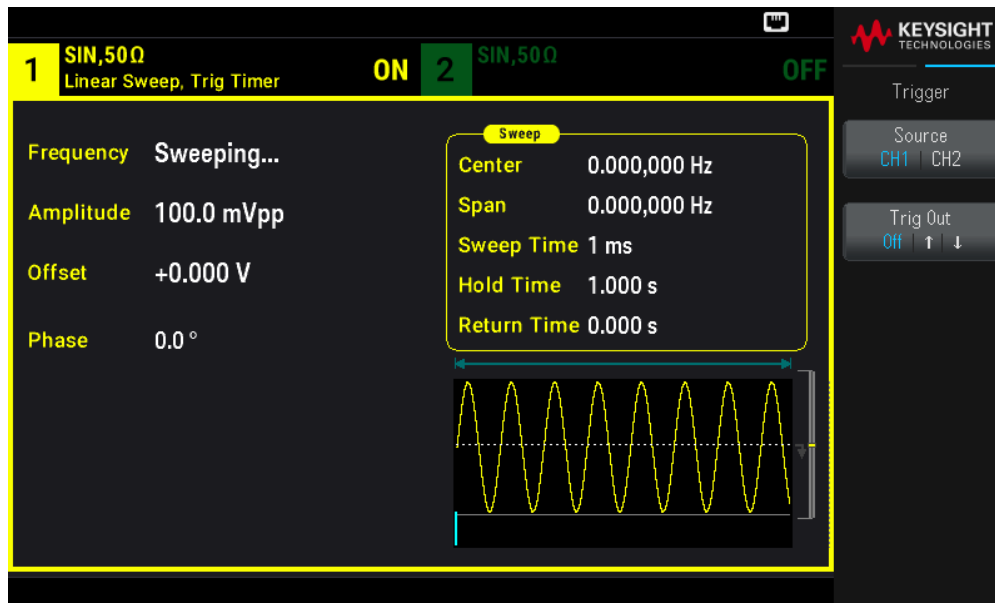 KEYSIGHT
TECHNOLOGIES
1
SIN,50Ω
Linear Sweep, Trig Timer
ON
2
SIN,50Ω
OFF
Trigger
Source
CH1 CH2
Trig Out
Off ↑ ↓
Frequency Sweeping...
Amplitude 100.0 mVpp
Offset +0.000 V
Phase 0.0 °
Sweep
Center 0.000,000 Hz
Span 0.000,000 Hz
Sweep Time 1 ms
Hold Time 1.000 s
Return Time 0.000 s